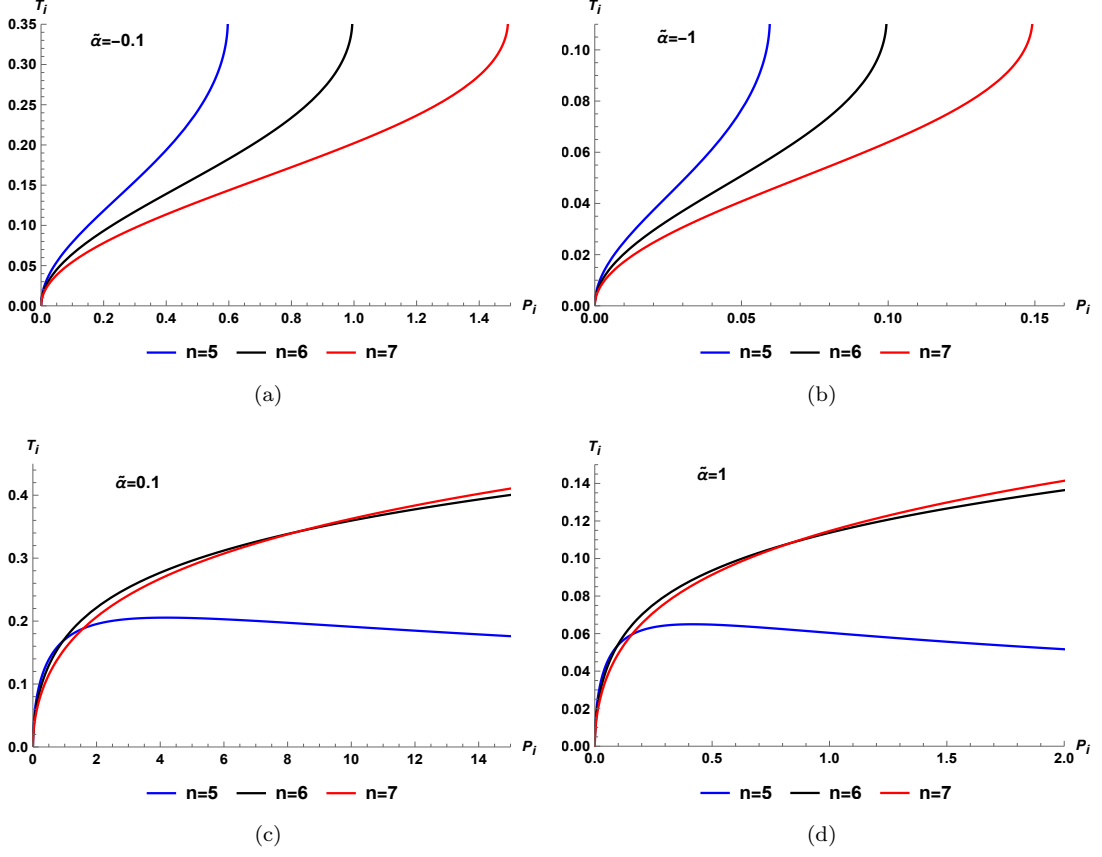 T_i
α̃=-0.1
0.35
0.30
0.25
0.20
0.15
0.10
0.05
0.00
0.0 0.2 0.4 0.6 0.8 1.0 1.2 1.4
P_i
n=5 n=6 n=7
(a)
T_i
α̃=-1
0.10
0.08
0.06
0.04
0.02
0.00
0.00 0.05 0.10 0.15
P_i
n=5 n=6 n=7
(b)
T_i
α̃=0.1
0.4
0.3
0.2
0.1
0.0
0 2 4 6 8 10 12 14
P_i
n=5 n=6 n=7
(c)
T_i
α̃=1
0.14
0.12
0.10
0.08
0.06
0.04
0.02
0.00
0.0 0.5 1.0 1.5 2.0
P_i
n=5 n=6 n=7
(d)